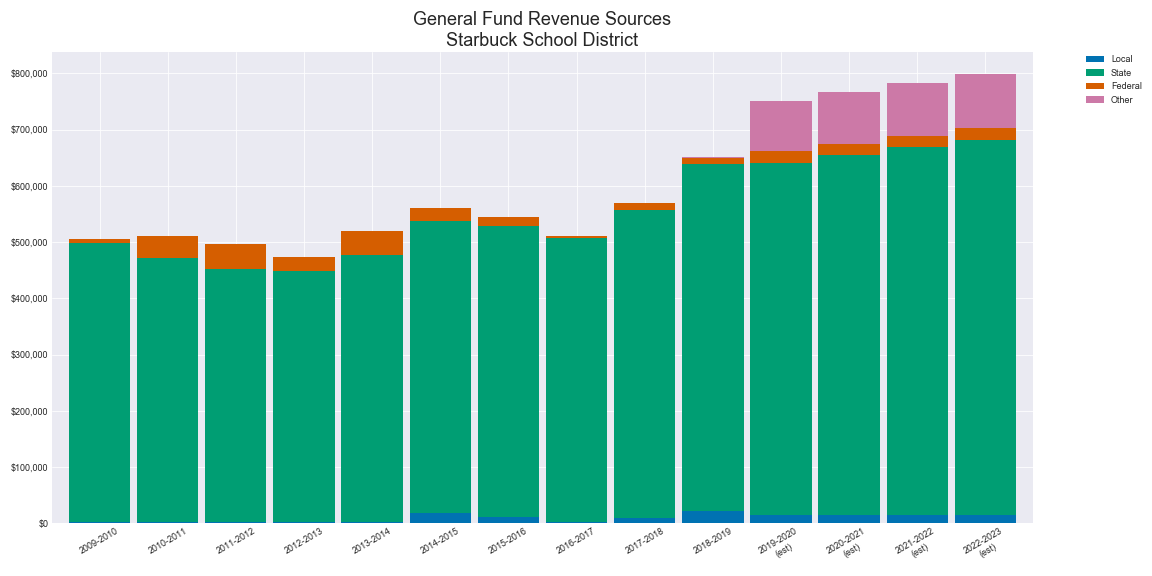 General Fund Revenue Sources
Starbuck School District
Local
State
Federal
Other
$800,000
$700,000
$600,000
$500,000
$400,000
$300,000
$200,000
$100,000
$0
2009-2010
2010-2011
2011-2012
2012-2013
2013-2014
2014-2015
2015-2016
2016-2017
2017-2018
2018-2019
2019-2020
(est)
2020-2021
(est)
2021-2022
(est)
2022-2023
(est)